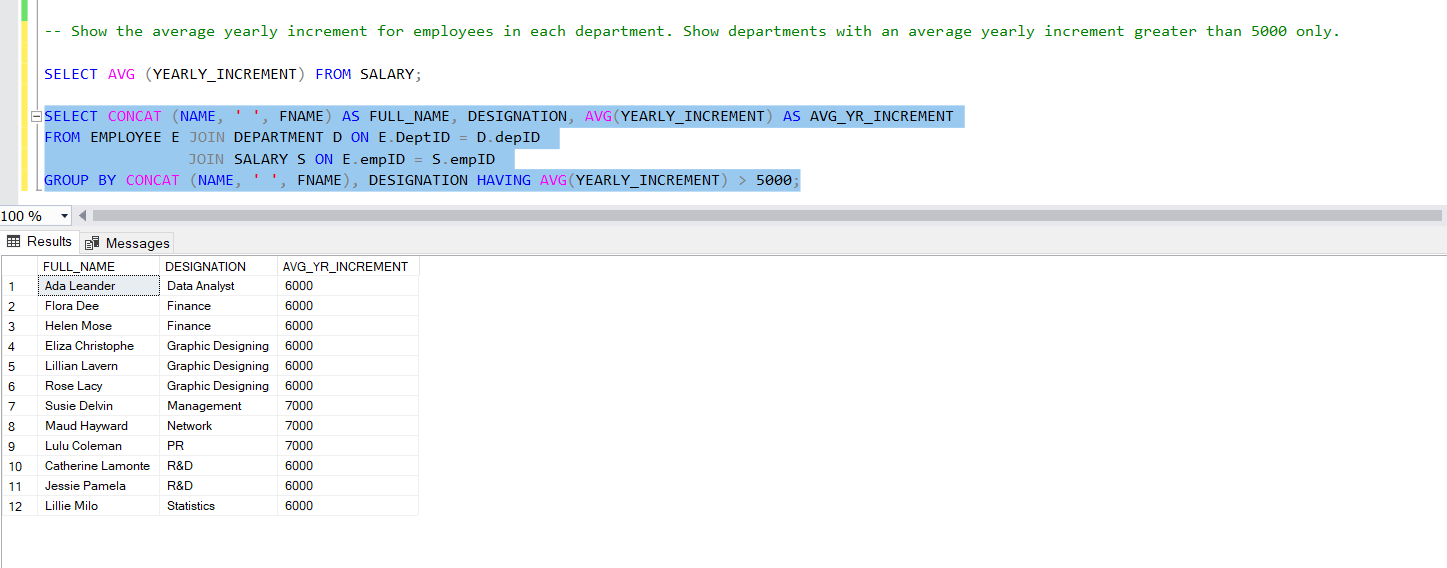 -- Show the average yearly increment for employees in each department. Show departments with an average yearly increment greater than 5000 only.
SELECT AVG (YEARLY_INCREMENT) FROM SALARY;
SELECT CONCAT (NAME, ' ', FNAME) AS FULL_NAME, DESIGNATION, AVG(YEARLY_INCREMENT) AS AVG_YR_INCREMENT
FROM EMPLOYEE E JOIN DEPARTMENT D ON E.DeptID = D.depID
JOIN SALARY S ON E.empID = S.empID
GROUP BY CONCAT (NAME, ' ', FNAME), DESIGNATION HAVING AVG(YEARLY_INCREMENT) > 5000;
100 %
Results Messages
FULL_NAME DESIGNATION AVG_YR_INCREMENT
1 Ada Leander Data Analyst 6000
2 Flora Dee Finance 6000
3 Helen Mose Finance 6000
4 Eliza Christophe Graphic Designing 6000
5 Lillian Lavern Graphic Designing 6000
6 Rose Lacy Graphic Designing 6000
7 Susie Delvin Management 7000
8 Maud Hayward Network 7000
9 Lulu Coleman PR 7000
10 Catherine Lamonte R&D 6000
11 Jessie Pamela R&D 6000
12 Lillie Milo Statistics 6000